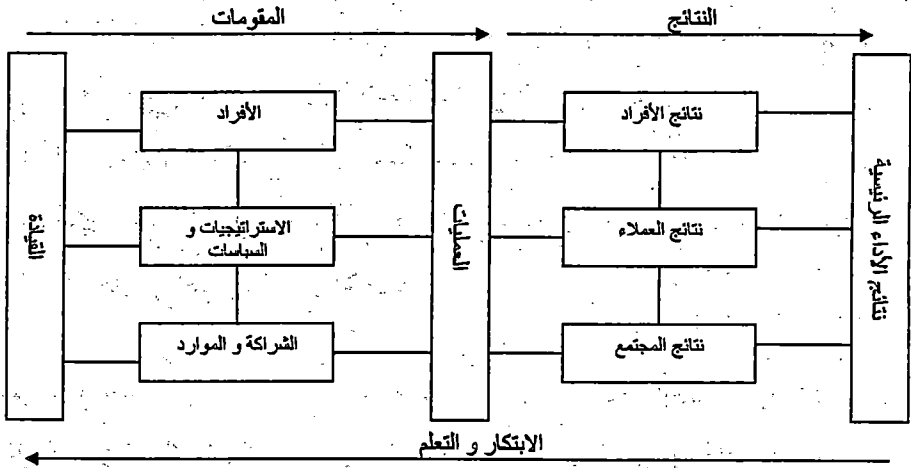 المقومات
النتائج
القيادة
الأفراد
الاستراتيجيات و
السياسات
الشراكة و الموارد
العمليات
نتائج الأفراد
نتائج العملاء
نتائج المجتمع
نتائج الأداء الرئيسية
الابتكار و التعلم